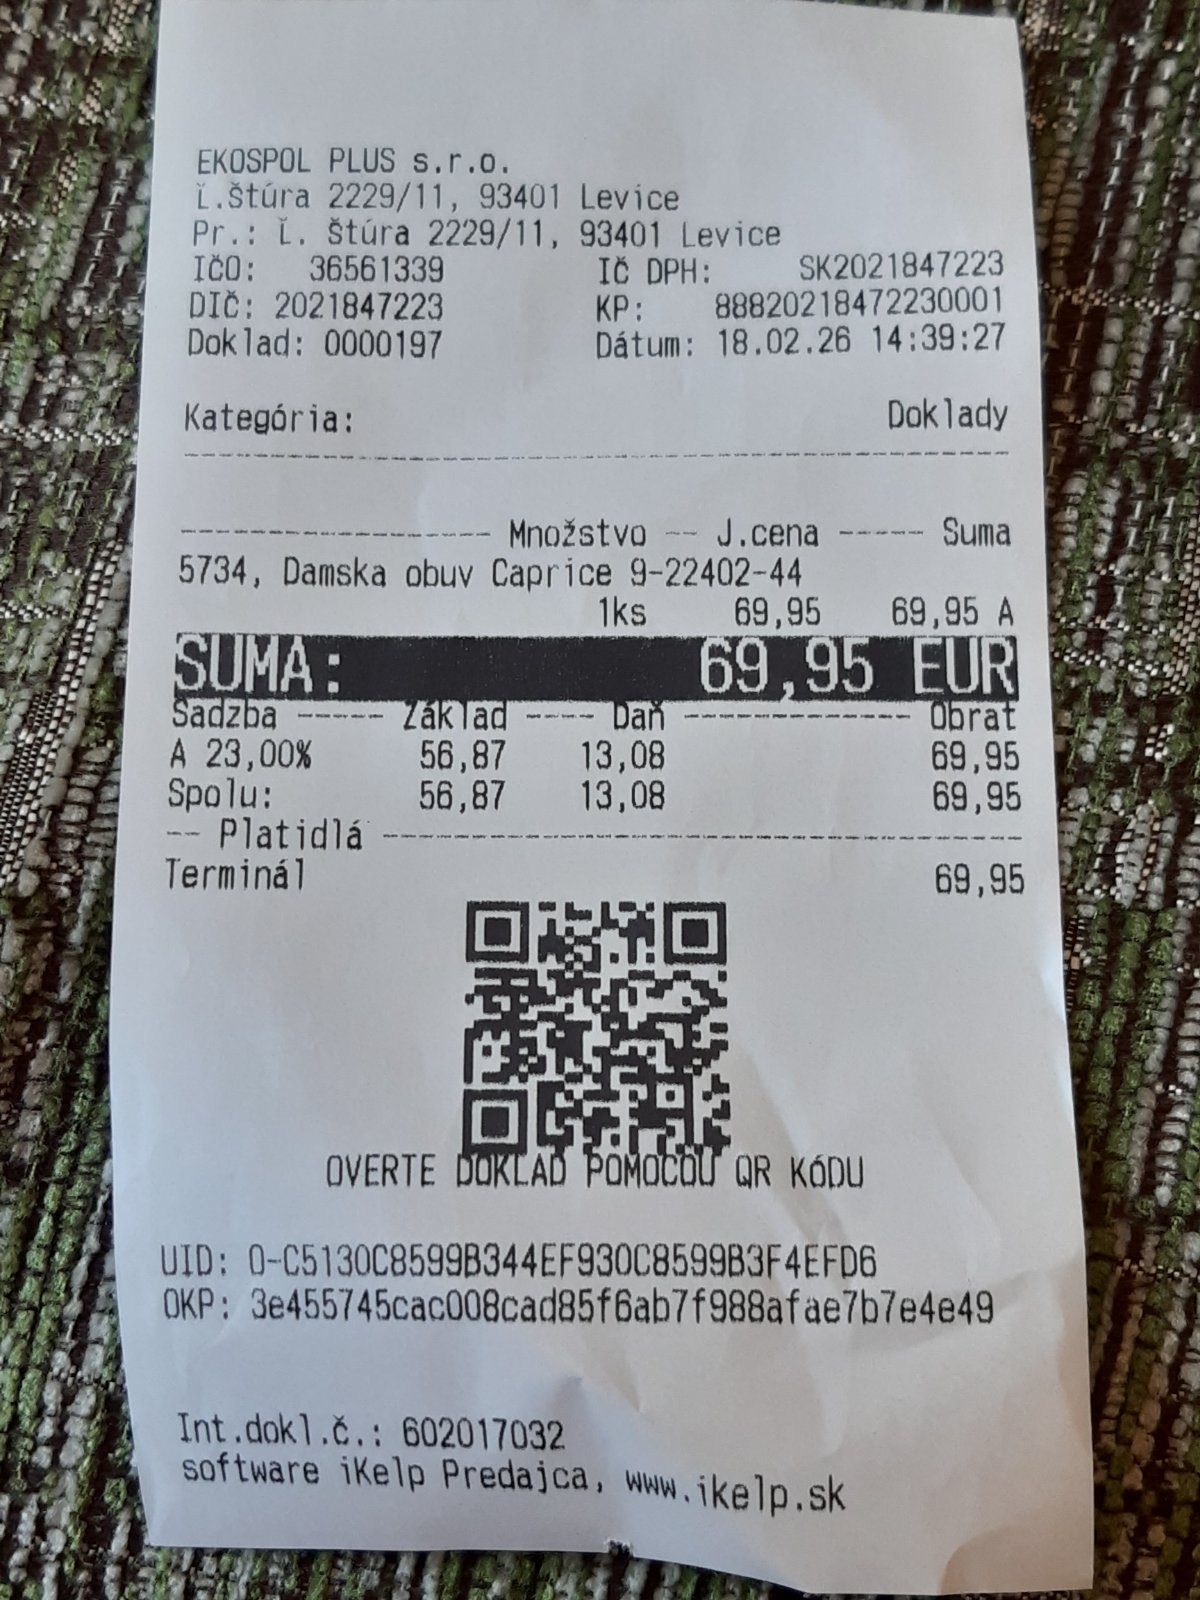 EKOSPOL PLUS s.r.o.
Ľ.Štúra 2229/11, 93401 Levice
Pr.: Ľ. Štúra 2229/11, 93401 Levice
IČO: 36561339 IČ DPH: SK2021847223
DIČ: 2021847223 KP: 88820218472230001
Doklad: 0000197 Dátum: 18.02.26 14:39:27
Kategória: Doklady
Množstvo -- J.cena ----- Suma
5734, Damska obuv Caprice 9-22402-44
1ks 69,95 69,95 A
SUMA: 69,95 EUR
Sadzba ----- Základ ---- Daň ------------- Obrat
A 23,00% 56,87 13,08 69,95
Spolu: 56,87 13,08 69,95
-- Platidlá
Terminál 69,95
OVERTE DOKLAD POMOCOU QR KÓDU
UID: O-C5130C8599B344EF930C8599B3F4EFD6
OKP: 3e455745cac008cad85f6ab7f988afae7b7e4e49
Int.dokl.č.: 602017032
software iKelp Predajca, www.ikelp.sk